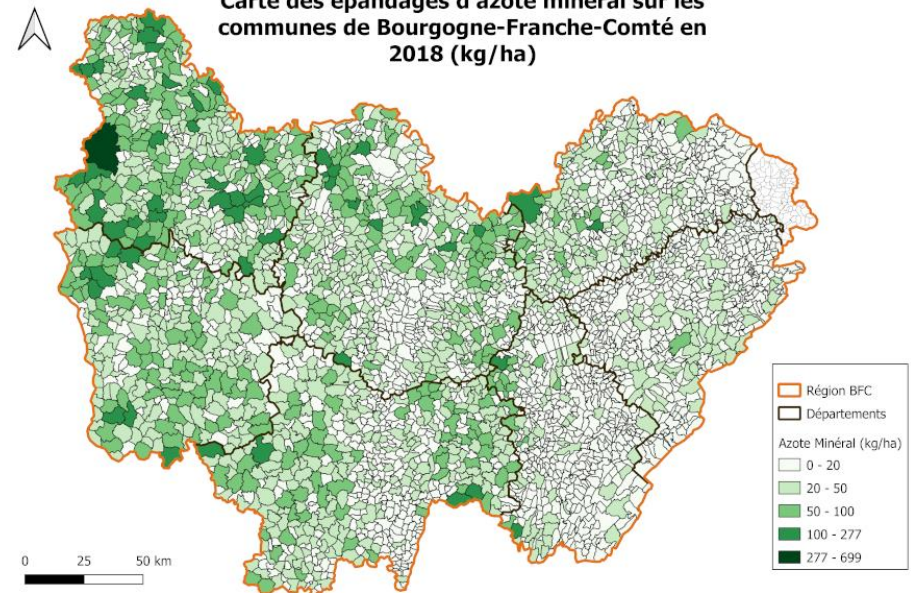 Carte des épandages d'azote minéral sur les
communes de Bourgogne-Franche-Comté en
2018 (kg/ha)
Région BFC
Départements
Azote Minéral (kg/ha)
0 - 20
20 - 50
50 - 100
100 - 277
277 - 699
0 25 50 km